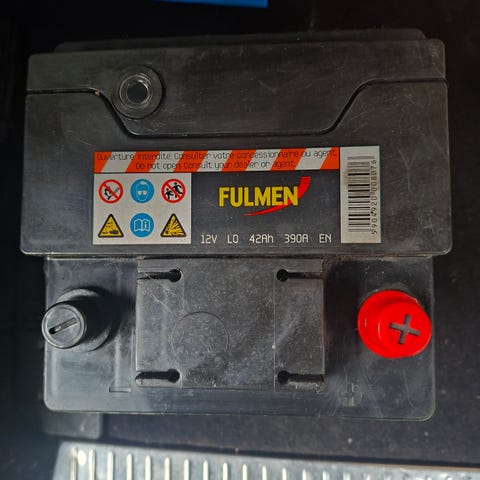 Ouverture interdite. Consulter votre concessionnaire ou agent
Do not open. Consult your dealer or agent
FULMEN
12V L0 42Ah 390A EN
5904920008076